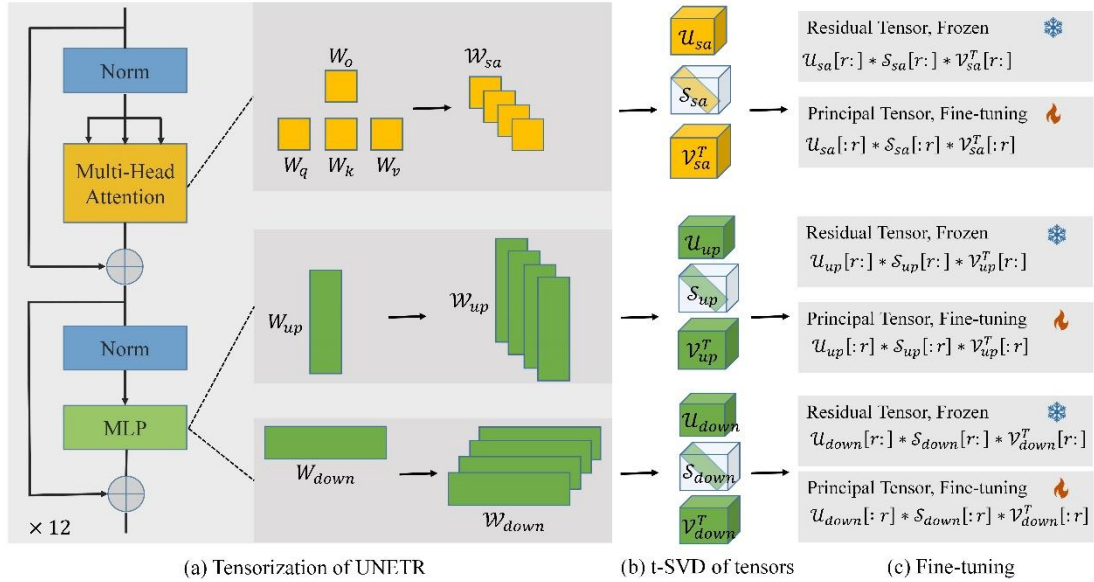 Norm
Multi-Head
Attention
Norm
MLP
× 12
W_o
W_q W_k W_v
𝒲_sa
W_up
𝒲_up
W_down
𝒲_down
(a) Tensorization of UNETR
𝒰_sa
𝒮_sa
𝒱_sa^T
𝒰_up
𝒮_up
𝒱_up^T
𝒰_down
𝒮_down
𝒱_down^T
(b) t-SVD of tensors
Residual Tensor, Frozen
𝒰_sa[r:] * 𝒮_sa[r:] * 𝒱_sa^T[r:]
Principal Tensor, Fine-tuning
𝒰_sa[:r] * 𝒮_sa[:r] * 𝒱_sa^T[:r]
Residual Tensor, Frozen
𝒰_up[r:] * 𝒮_up[r:] * 𝒱_up^T[r:]
Principal Tensor, Fine-tuning
𝒰_up[:r] * 𝒮_up[:r] * 𝒱_up^T[:r]
Residual Tensor, Frozen
𝒰_down[r:] * 𝒮_down[r:] * 𝒱_down^T[r:]
Principal Tensor, Fine-tuning
𝒰_down[:r] * 𝒮_down[:r] * 𝒱_down^T[:r]
(c) Fine-tuning